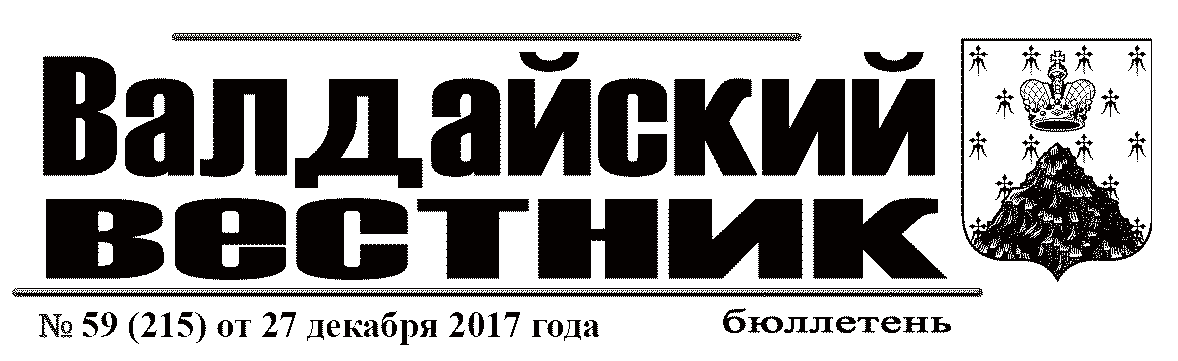 Валдайский
вестник
№ 59 (215) от 27 декабря 2017 года
бюллетень